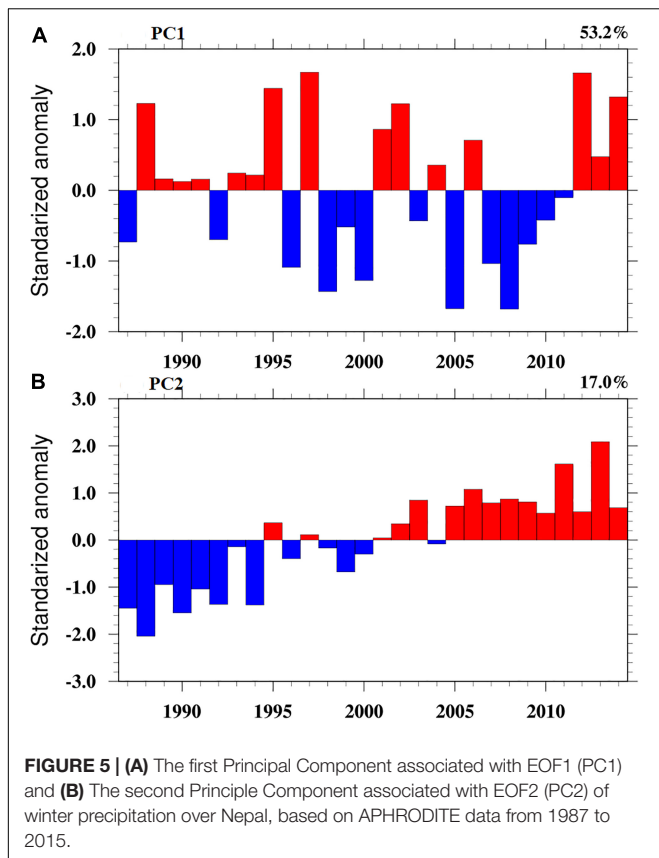 A
PC1 53.2%
2.0
1.0
0.0
-1.0
-2.0
Standarized anomaly
1990 1995 2000 2005 2010
B
PC2 17.0%
3.0
2.0
1.0
0.0
-1.0
-2.0
-3.0
Standarized anomaly
1990 1995 2000 2005 2010
FIGURE 5 | (A) The first Principal Component associated with EOF1 (PC1)
and (B) The second Principle Component associated with EOF2 (PC2) of
winter precipitation over Nepal, based on APHRODITE data from 1987 to
2015.